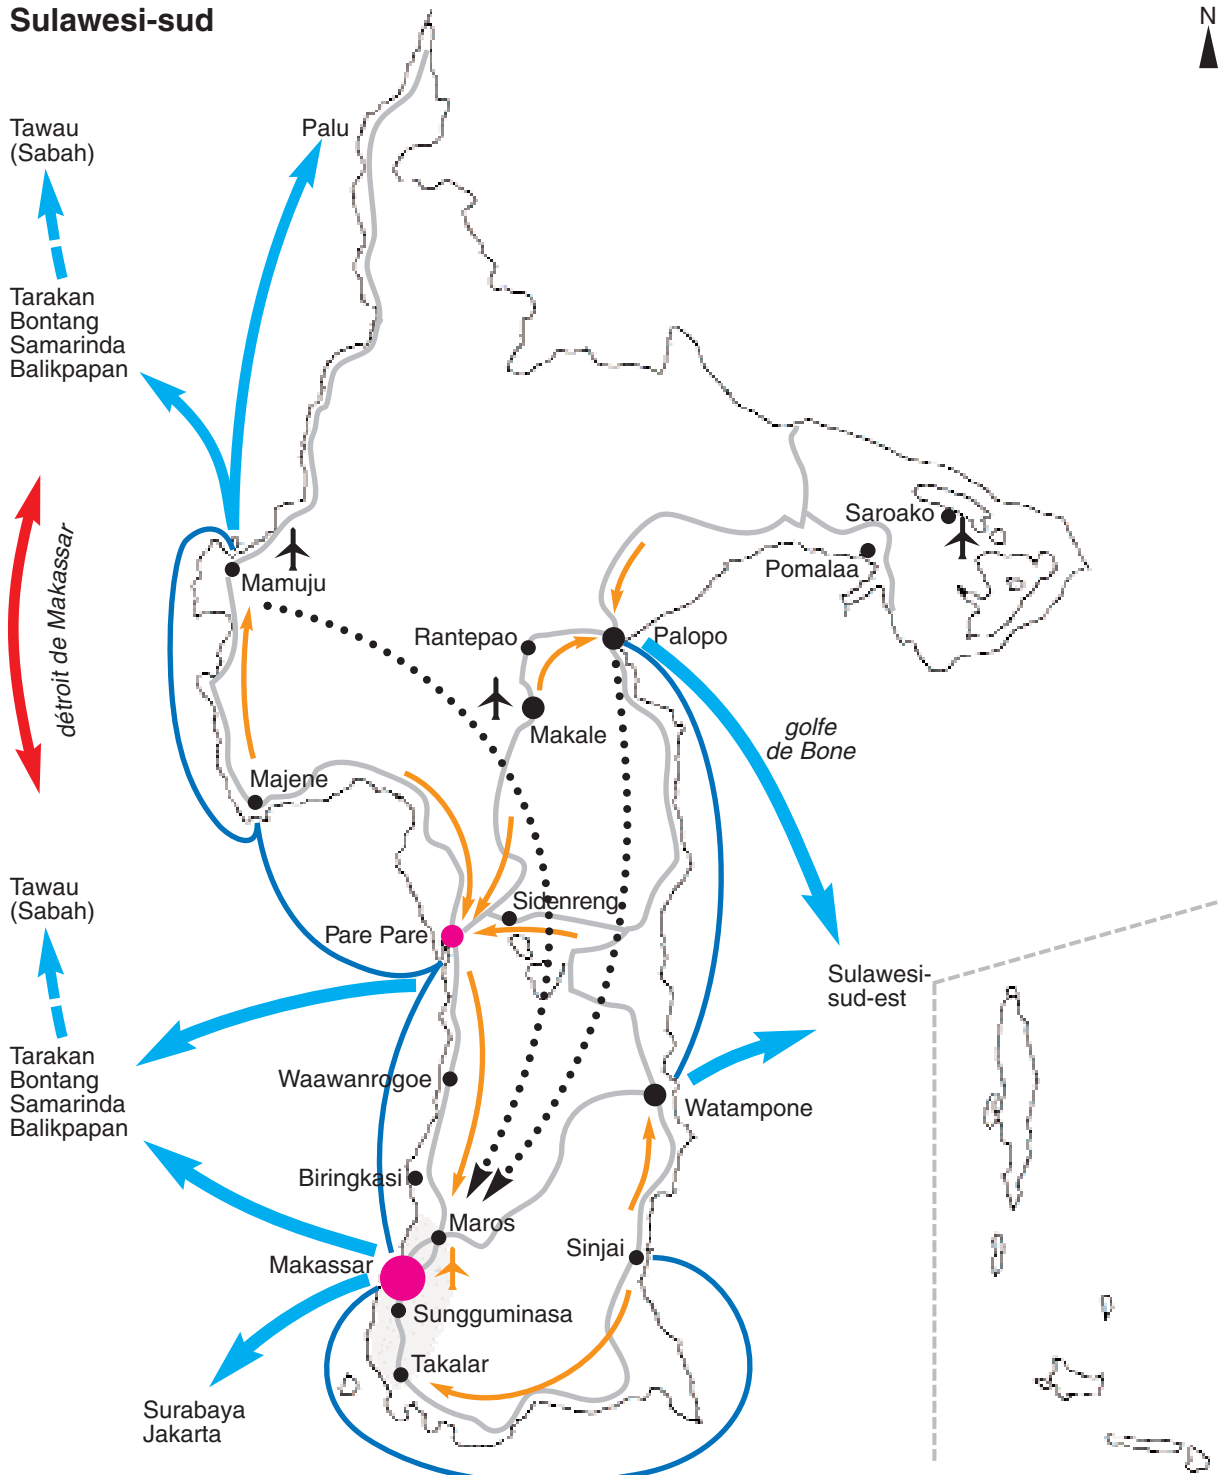 Sulawesi-sud
N
Tawau
(Sabah)
Palu
Tarakan
Bontang
Samarinda
Balikpapan
détroit de Makassar
Mamuju
Saroako
Pomalaa
Rantepao
Palopo
Makale
golfe
de Bone
Majene
Tawau
(Sabah)
Sidenreng
Pare Pare
Sulawesi-
sud-est
Tarakan
Bontang
Samarinda
Balikpapan
Waawanrogoe
Watampone
Biringkasi
Maros
Sinjai
Makassar
Sungguminasa
Takalar
Surabaya
Jakarta